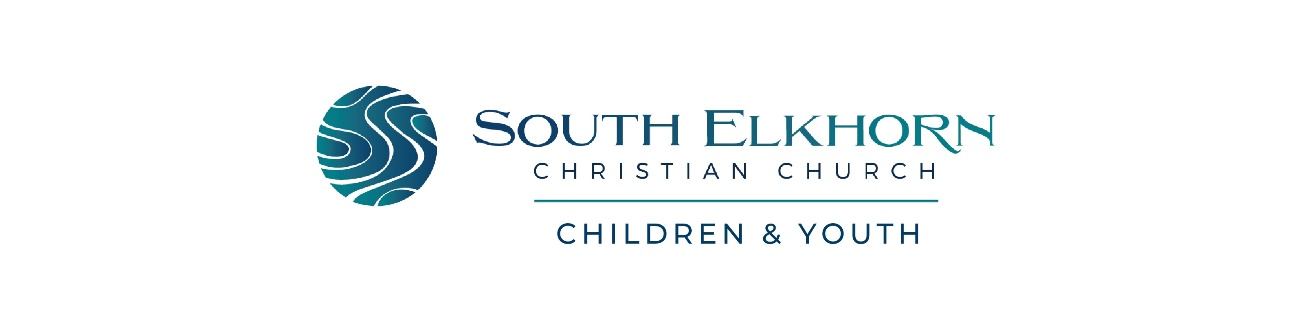 SOUTH ELKHORN
CHRISTIAN CHURCH
CHILDREN & YOUTH